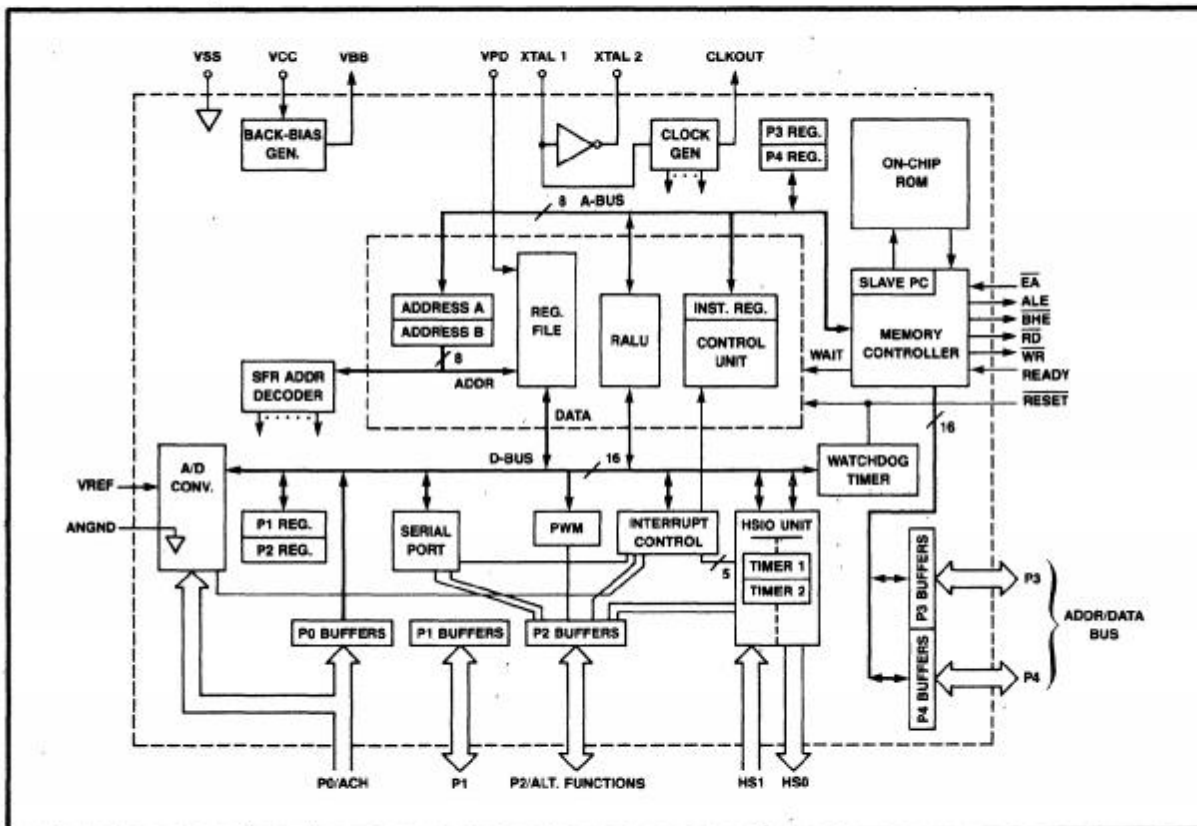 VSS VCC VBB VPD XTAL 1 XTAL 2 CLKOUT
BACK-BIAS
GEN.
CLOCK
GEN
P3 REG.
P4 REG.
ON-CHIP
ROM
8 A-BUS
SLAVE PC
MEMORY
CONTROLLER
EA
ALE
BHE
RD
WR
READY
RESET
ADDRESS A
ADDRESS B
REG.
FILE
RALU
INST. REG.
CONTROL
UNIT
WAIT
8
ADDR
SFR ADDR
DECODER
DATA
16
A/D
CONV.
D-BUS
16
WATCHDOG
TIMER
VREF
ANGND
P1 REG.
P2 REG.
SERIAL
PORT
PWM
INTERRUPT
CONTROL
HSIO UNIT
5
TIMER 1
TIMER 2
P0 BUFFERS
P1 BUFFERS
P2 BUFFERS
P3 BUFFERS
P4 BUFFERS
P3
P4
ADDR/DATA
BUS
P0/ACH P1 P2/ALT. FUNCTIONS HS1 HS0